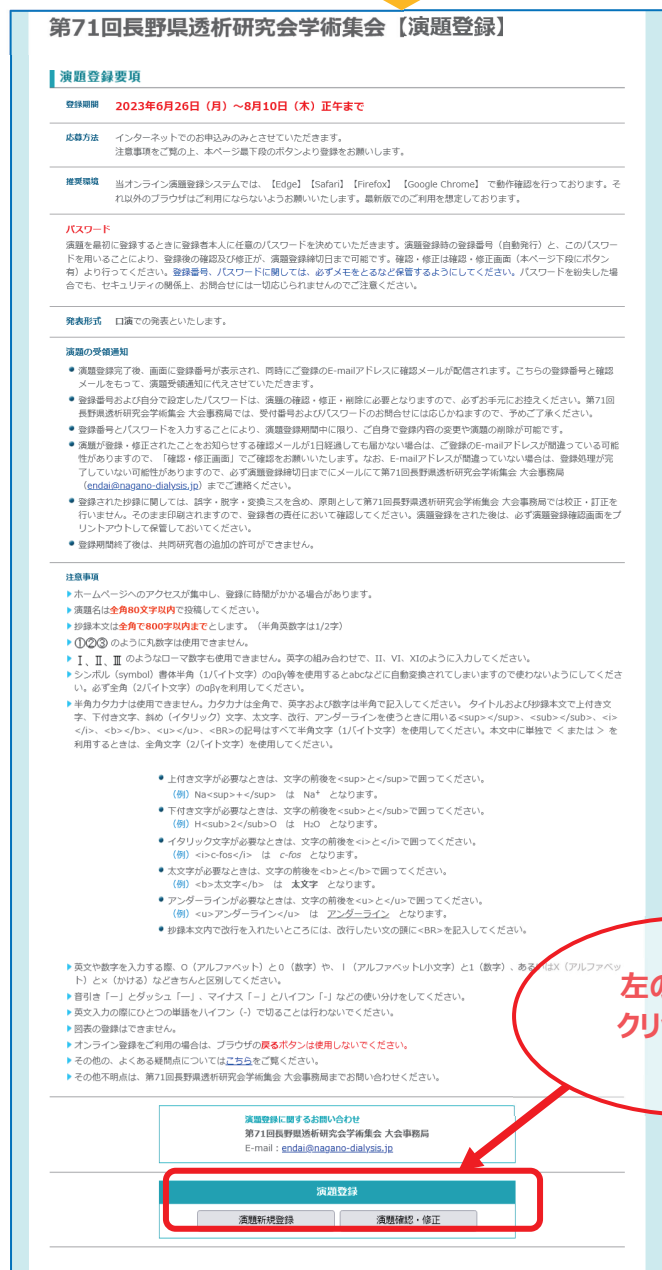 第71回長野県透析研究会学術集会【演題登録】
演題登録要項
登録期間 2023年6月26日（月）～8月10日（木）正午まで
応募方法 インターネットでのお申込みのみとさせていただきます。
注意事項をご覧の上、本ページ最下段のボタンより登録をお願いします。
推奨環境 当オンライン演題登録システムでは、【Edge】【Safari】【Firefox】 【Google Chrome】 で動作確認を行っております。そ
れ以外のブラウザはご利用にならないようお願いいたします。最新版でのご利用を想定しております。
パスワード
演題を最初に登録するときに登録者本人に任意のパスワードを決めていただきます。演題登録時の登録番号（自動発行）と、このパスワー
ドを用いることにより、登録後の確認及び修正が、演題登録締切日まで可能です。確認・修正は確認・修正画面（本ページ下段にボタン
有）より行ってください。登録番号、パスワードに関しては、必ずメモをとるなど保管するようにしてください。パスワードを紛失した場
合でも、セキュリティの関係上、お問合せには一切応じられませんのでご注意ください。
発表形式 口演での発表といたします。
演題の受領通知
● 演題登録完了後、画面に登録番号が表示され、同時にご登録のE-mailアドレスに確認メールが配信されます。こちらの登録番号と確認
メールをもって、演題受領通知に代えさせていただきます。
● 登録番号および自分で設定したパスワードは、演題の確認・修正・削除に必要となりますので、必ずお手元にお控えください。第71回
長野県透析研究会学術集会 大会事務局では、受付番号およびパスワードのお問合せには応じかねますので、予めご了承ください。
● 登録番号とパスワードを入力することにより、演題登録期間中に限り、ご自身で登録内容の変更や演題の削除が可能です。
● 演題が登録・修正されたことをお知らせする確認メールが1日経過しても届かない場合は、ご登録のE-mailアドレスが間違っている可能
性がありますので、「確認・修正画面」でご確認をお願いいたします。なお、E-mailアドレスが間違っていない場合は、登録処理が完
了していない可能性がありますので、必ず演題登録締切日までにメールにて第71回長野県透析研究会学術集会 大会事務局
（endai@nagano-dialysis.jp）までご連絡ください。
● 登録された抄録に関しては、誤字・脱字・変換ミスを含め、原則として第71回長野県透析研究会学術集会 大会事務局では校正・訂正を
行いません。そのまま印刷されますので、登録者の責任において確認してください。演題登録をされた後は、必ず演題登録確認画面をプ
リントアウトして保管しておいてください。
● 登録期間終了後は、共同研究者の追加の許可ができません。
注意事項
▶ホームページへのアクセスが集中し、登録に時間がかかる場合があります。
▶演題名は全角80文字以内で投稿してください。
▶抄録本文は全角で800字以内までとします。（半角英数字は1/2字）
▶①②③ のように丸数字は使用できません。
▶Ⅰ、Ⅱ、Ⅲ のようなローマ数字も使用できません。英字の組み合わせで、II、VI、XIのように入力してください。
▶シンボル（symbol）書体半角（1バイト文字）のαβγ等を使用するとabcなどに自動変換されてしまいますので使わないようにしてくださ
い。必ず全角（2バイト文字）のαβγを利用してください。
▶半角カタカナは使用できません。カタカナは全角で、英字および数字は半角で記入してください。 タイトルおよび抄録本文で上付き文
字、下付き文字、斜め（イタリック）文字、太文字、改行、アンダーラインを使うときに用いる<sup></sup>、<sub></sub>、<i>
</i>、<b></b>、<u></u>、<BR>の記号はすべて半角文字（1バイト文字）を使用してください。本文中に単独で ＜ または ＞ を
利用するときは、全角文字（2バイト文字）を使用してください。
● 上付き文字が必要なときは、文字の前後を<sup>と</sup>で囲ってください。
（例）Na<sup>+</sup> は Na⁺ となります。
● 下付き文字が必要なときは、文字の前後を<sub>と</sub>で囲ってください。
（例）H<sub>2</sub>O は H₂O となります。
● イタリック文字が必要なときは、文字の前後を<i>と</i>で囲ってください。
（例）<i>c-fos</i> は c-fos となります。
● 太文字が必要なときは、文字の前後を<b>と</b>で囲ってください。
（例）<b>太文字</b> は 太文字 となります。
● アンダーラインが必要なときは、文字の前後を<u>と</u>で囲ってください。
（例）<u>アンダーライン</u> は アンダーライン となります。
● 抄録本文内で改行を入れたいところには、改行したい文の頭に<BR>を記入してください。
▶英文や数字を入力する際、O（アルファベット）と0（数字）や、l（アルファベットL小文字）と1（数字）、あるいはX（アルファベッ
ト）と×（かける）などきちんと区別してください。
▶音引き「ー」とダッシュ「―」、マイナス「－」とハイフン「-」などの使い分けをしてください。
▶英文入力の際にひとつの単語をハイフン（-）で切ることは行わないでください。
▶図表の登録はできません。
▶オンライン登録をご利用の場合は、ブラウザの戻るボタンは使用しないでください。
▶その他の、よくある疑問点についてはこちらをご覧ください。
▶その他不明点は、第71回長野県透析研究会学術集会 大会事務局までお問い合わせください。
左の
クリ
演題登録に関するお問い合わせ
第71回長野県透析研究会学術集会 大会事務局
E-mail：endai@nagano-dialysis.jp
演題登録
演題新規登録 演題確認・修正